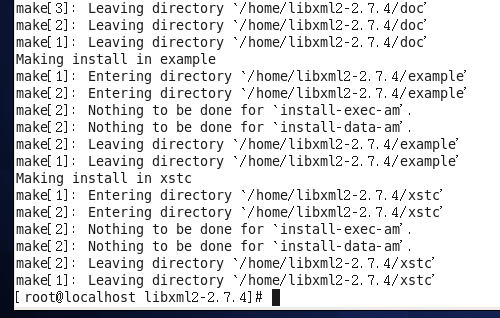 make[3]: Leaving directory `/home/libxml2-2.7.4/doc'
make[2]: Leaving directory `/home/libxml2-2.7.4/doc'
make[1]: Leaving directory `/home/libxml2-2.7.4/doc'
Making install in example
make[1]: Entering directory `/home/libxml2-2.7.4/example'
make[2]: Entering directory `/home/libxml2-2.7.4/example'
make[2]: Nothing to be done for `install-exec-am'.
make[2]: Nothing to be done for `install-data-am'.
make[2]: Leaving directory `/home/libxml2-2.7.4/example'
make[1]: Leaving directory `/home/libxml2-2.7.4/example'
Making install in xstc
make[1]: Entering directory `/home/libxml2-2.7.4/xstc'
make[2]: Entering directory `/home/libxml2-2.7.4/xstc'
make[2]: Nothing to be done for `install-exec-am'.
make[2]: Nothing to be done for `install-data-am'.
make[2]: Leaving directory `/home/libxml2-2.7.4/xstc'
make[1]: Leaving directory `/home/libxml2-2.7.4/xstc'
[root@localhost libxml2-2.7.4]#